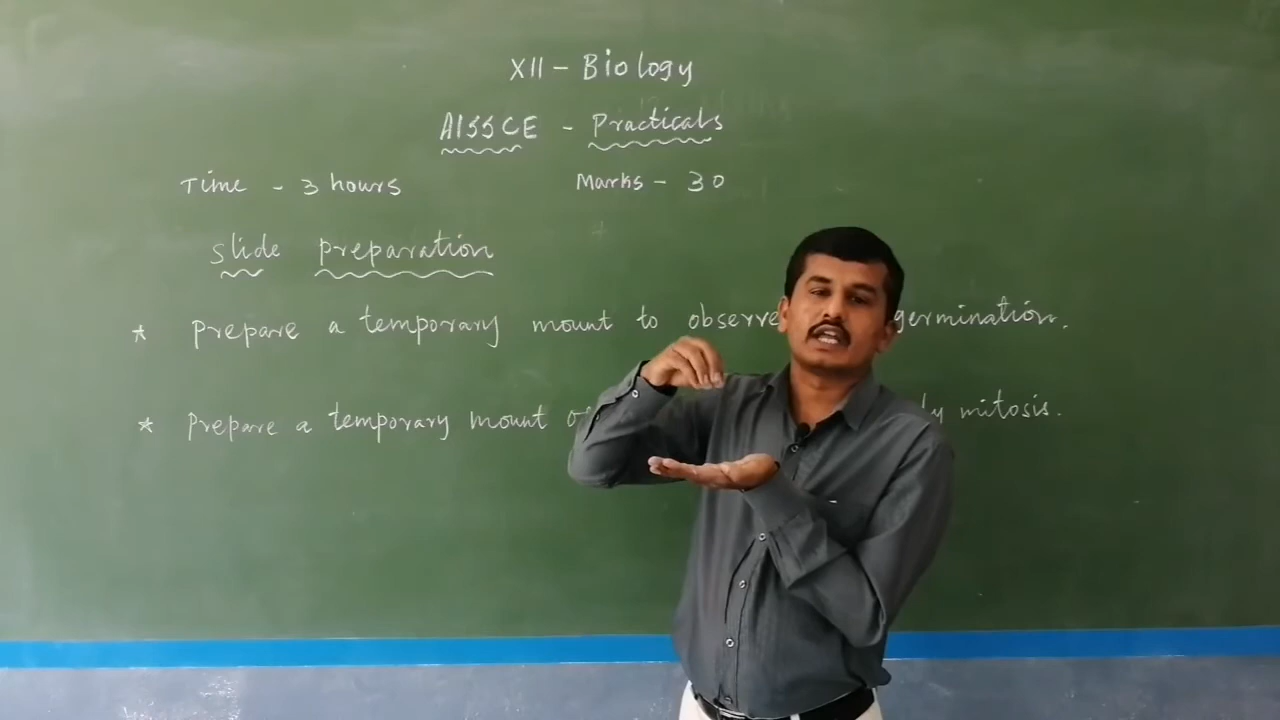 XII - Biology
AISSCE - Practicals
Time - 3 hours Marks - 30
slide preparation
* Prepare a temporary mount to observe germination.
* Prepare a temporary mount mitosis.